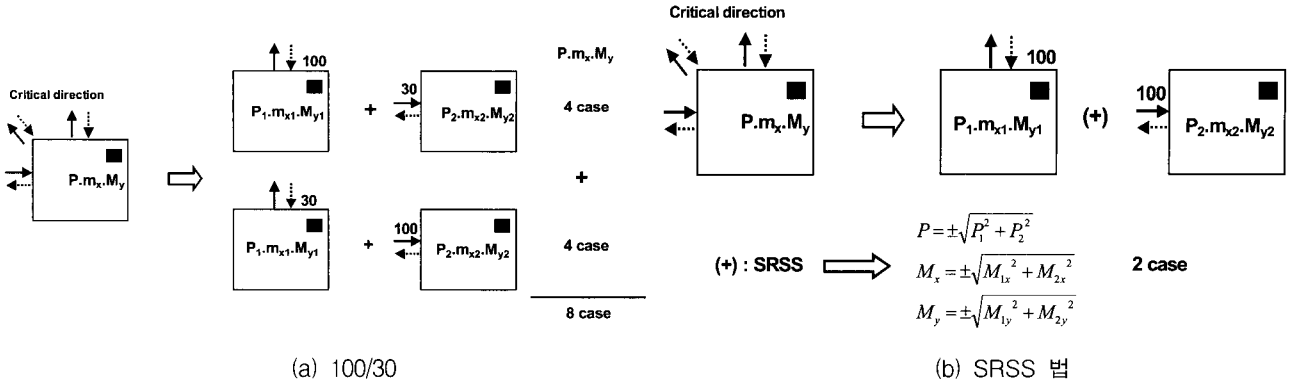 Critical direction
P.mx.My
100
P1.mx1.My1
+
30
P2.mx2.My2
P.mx.My
4 case
+
30
P1.mx1.My1
+
100
P2.mx2.My2
4 case
8 case
(a) 100/30
Critical direction
P.mx.My
100
P1.mx1.My1
(+)
100
P2.mx2.My2
(+) : SRSS
P = ±√(P₁² + P₂²)
Mₓ = ±√(M₁ₓ² + M₂ₓ²)
M_y = ±√(M₁y² + M₂y²)
2 case
(b) SRSS 법